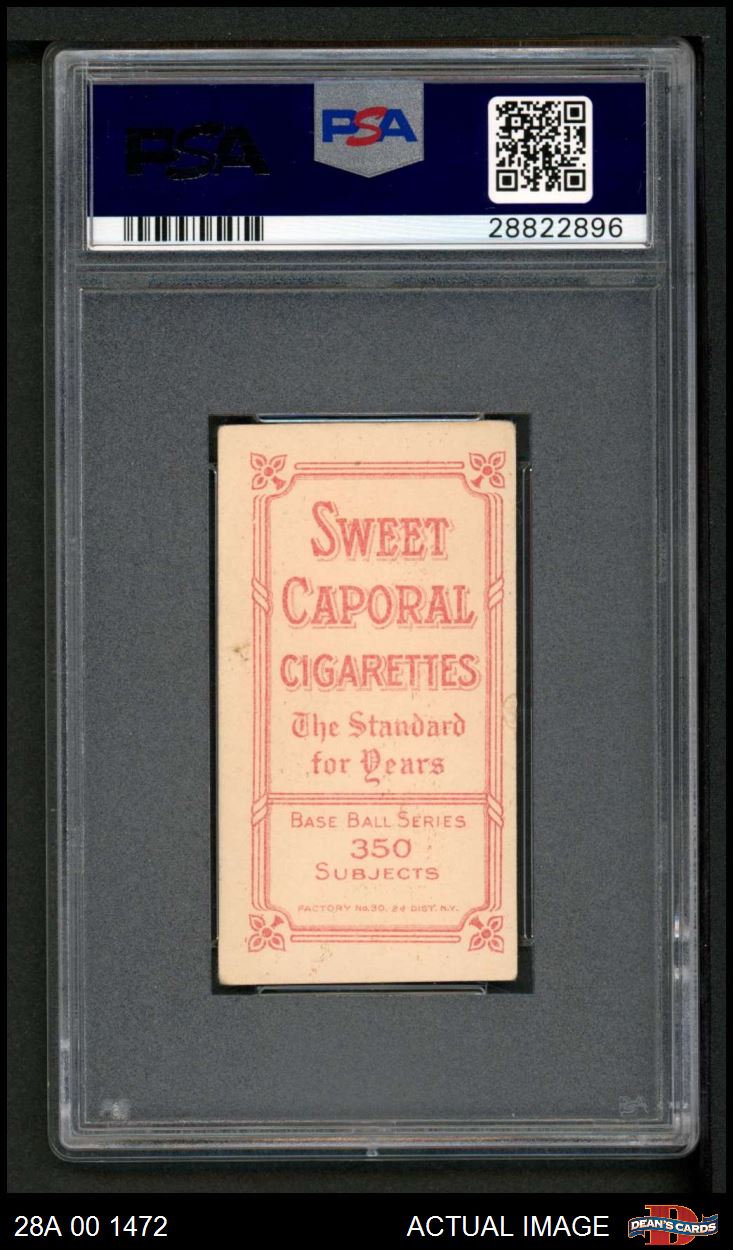 PSA
PSA
28822896
SWEET
CAPORAL
CIGARETTES
The Standard
for Years
BASE BALL SERIES
350
SUBJECTS
FACTORY No. 30, 2d DIST. N.Y.
28A 00 1472
ACTUAL IMAGE
DEAN'S CARDS